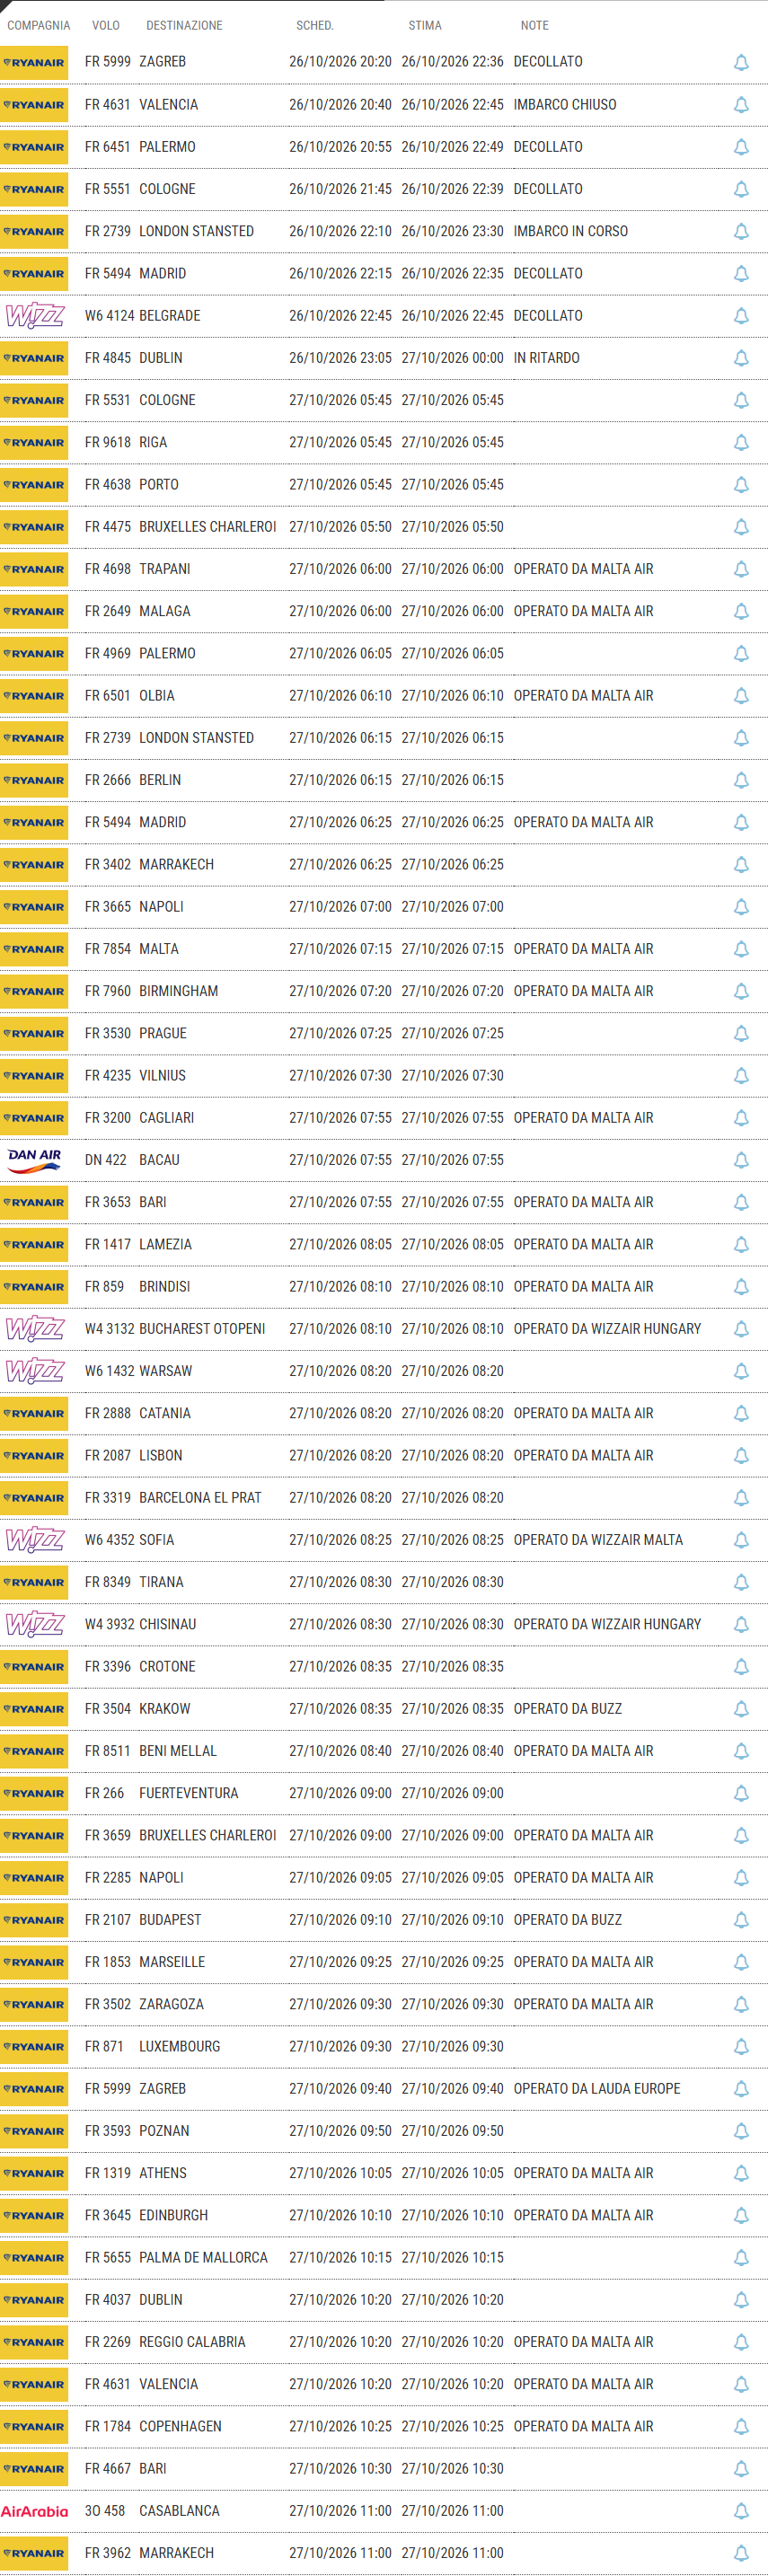 COMPAGNIA VOLO DESTINAZIONE SCHED. STIMA NOTE
RYANAIR FR 5999 ZAGREB 26/10/2026 20:20 26/10/2026 22:36 DECOLLATO
RYANAIR FR 4631 VALENCIA 26/10/2026 20:40 26/10/2026 22:45 IMBARCO CHIUSO
RYANAIR FR 6451 PALERMO 26/10/2026 20:55 26/10/2026 22:49 DECOLLATO
RYANAIR FR 5551 COLOGNE 26/10/2026 21:45 26/10/2026 22:39 DECOLLATO
RYANAIR FR 2739 LONDON STANSTED 26/10/2026 22:10 26/10/2026 23:30 IMBARCO IN CORSO
RYANAIR FR 5494 MADRID 26/10/2026 22:15 26/10/2026 22:35 DECOLLATO
WIZZ W6 4124 BELGRADE 26/10/2026 22:45 26/10/2026 22:45 DECOLLATO
RYANAIR FR 4845 DUBLIN 26/10/2026 23:05 27/10/2026 00:00 IN RITARDO
RYANAIR FR 5531 COLOGNE 27/10/2026 05:45 27/10/2026 05:45
RYANAIR FR 9618 RIGA 27/10/2026 05:45 27/10/2026 05:45
RYANAIR FR 4638 PORTO 27/10/2026 05:45 27/10/2026 05:45
RYANAIR FR 4475 BRUXELLES CHARLEROI 27/10/2026 05:50 27/10/2026 05:50
RYANAIR FR 4698 TRAPANI 27/10/2026 06:00 27/10/2026 06:00 OPERATO DA MALTA AIR
RYANAIR FR 2649 MALAGA 27/10/2026 06:00 27/10/2026 06:00 OPERATO DA MALTA AIR
RYANAIR FR 4969 PALERMO 27/10/2026 06:05 27/10/2026 06:05
RYANAIR FR 6501 OLBIA 27/10/2026 06:10 27/10/2026 06:10 OPERATO DA MALTA AIR
RYANAIR FR 2739 LONDON STANSTED 27/10/2026 06:15 27/10/2026 06:15
RYANAIR FR 2666 BERLIN 27/10/2026 06:15 27/10/2026 06:15
RYANAIR FR 5494 MADRID 27/10/2026 06:25 27/10/2026 06:25 OPERATO DA MALTA AIR
RYANAIR FR 3402 MARRAKECH 27/10/2026 06:25 27/10/2026 06:25
RYANAIR FR 3665 NAPOLI 27/10/2026 07:00 27/10/2026 07:00
RYANAIR FR 7854 MALTA 27/10/2026 07:15 27/10/2026 07:15 OPERATO DA MALTA AIR
RYANAIR FR 7960 BIRMINGHAM 27/10/2026 07:20 27/10/2026 07:20 OPERATO DA MALTA AIR
RYANAIR FR 3530 PRAGUE 27/10/2026 07:25 27/10/2026 07:25
RYANAIR FR 4235 VILNIUS 27/10/2026 07:30 27/10/2026 07:30
RYANAIR FR 3200 CAGLIARI 27/10/2026 07:55 27/10/2026 07:55 OPERATO DA MALTA AIR
DAN AIR DN 422 BACAU 27/10/2026 07:55 27/10/2026 07:55
RYANAIR FR 3653 BARI 27/10/2026 07:55 27/10/2026 07:55 OPERATO DA MALTA AIR
RYANAIR FR 1417 LAMEZIA 27/10/2026 08:05 27/10/2026 08:05 OPERATO DA MALTA AIR
RYANAIR FR 859 BRINDISI 27/10/2026 08:10 27/10/2026 08:10 OPERATO DA MALTA AIR
WIZZ W4 3132 BUCHAREST OTOPENI 27/10/2026 08:10 27/10/2026 08:10 OPERATO DA WIZZAIR HUNGARY
WIZZ W6 1432 WARSAW 27/10/2026 08:20 27/10/2026 08:20
RYANAIR FR 2888 CATANIA 27/10/2026 08:20 27/10/2026 08:20 OPERATO DA MALTA AIR
RYANAIR FR 2087 LISBON 27/10/2026 08:20 27/10/2026 08:20 OPERATO DA MALTA AIR
RYANAIR FR 3319 BARCELONA EL PRAT 27/10/2026 08:20 27/10/2026 08:20
WIZZ W6 4352 SOFIA 27/10/2026 08:25 27/10/2026 08:25 OPERATO DA WIZZAIR MALTA
RYANAIR FR 8349 TIRANA 27/10/2026 08:30 27/10/2026 08:30
WIZZ W4 3932 CHISINAU 27/10/2026 08:30 27/10/2026 08:30 OPERATO DA WIZZAIR HUNGARY
RYANAIR FR 3396 CROTONE 27/10/2026 08:35 27/10/2026 08:35
RYANAIR FR 3504 KRAKOW 27/10/2026 08:35 27/10/2026 08:35 OPERATO DA BUZZ
RYANAIR FR 8511 BENI MELLAL 27/10/2026 08:40 27/10/2026 08:40 OPERATO DA MALTA AIR
RYANAIR FR 266 FUERTEVENTURA 27/10/2026 09:00 27/10/2026 09:00
RYANAIR FR 3659 BRUXELLES CHARLEROI 27/10/2026 09:00 27/10/2026 09:00 OPERATO DA MALTA AIR
RYANAIR FR 2285 NAPOLI 27/10/2026 09:05 27/10/2026 09:05 OPERATO DA MALTA AIR
RYANAIR FR 2107 BUDAPEST 27/10/2026 09:10 27/10/2026 09:10 OPERATO DA BUZZ
RYANAIR FR 1853 MARSEILLE 27/10/2026 09:25 27/10/2026 09:25 OPERATO DA MALTA AIR
RYANAIR FR 3502 ZARAGOZA 27/10/2026 09:30 27/10/2026 09:30 OPERATO DA MALTA AIR
RYANAIR FR 871 LUXEMBOURG 27/10/2026 09:30 27/10/2026 09:30
RYANAIR FR 5999 ZAGREB 27/10/2026 09:40 27/10/2026 09:40 OPERATO DA LAUDA EUROPE
RYANAIR FR 3593 POZNAN 27/10/2026 09:50 27/10/2026 09:50
RYANAIR FR 1319 ATHENS 27/10/2026 10:05 27/10/2026 10:05 OPERATO DA MALTA AIR
RYANAIR FR 3645 EDINBURGH 27/10/2026 10:10 27/10/2026 10:10 OPERATO DA MALTA AIR
RYANAIR FR 5655 PALMA DE MALLORCA 27/10/2026 10:15 27/10/2026 10:15
RYANAIR FR 4037 DUBLIN 27/10/2026 10:20 27/10/2026 10:20
RYANAIR FR 2269 REGGIO CALABRIA 27/10/2026 10:20 27/10/2026 10:20 OPERATO DA MALTA AIR
RYANAIR FR 4631 VALENCIA 27/10/2026 10:20 27/10/2026 10:20 OPERATO DA MALTA AIR
RYANAIR FR 1784 COPENHAGEN 27/10/2026 10:25 27/10/2026 10:25 OPERATO DA MALTA AIR
RYANAIR FR 4667 BARI 27/10/2026 10:30 27/10/2026 10:30
AirArabia 3O 458 CASABLANCA 27/10/2026 11:00 27/10/2026 11:00
RYANAIR FR 3962 MARRAKECH 27/10/2026 11:00 27/10/2026 11:00